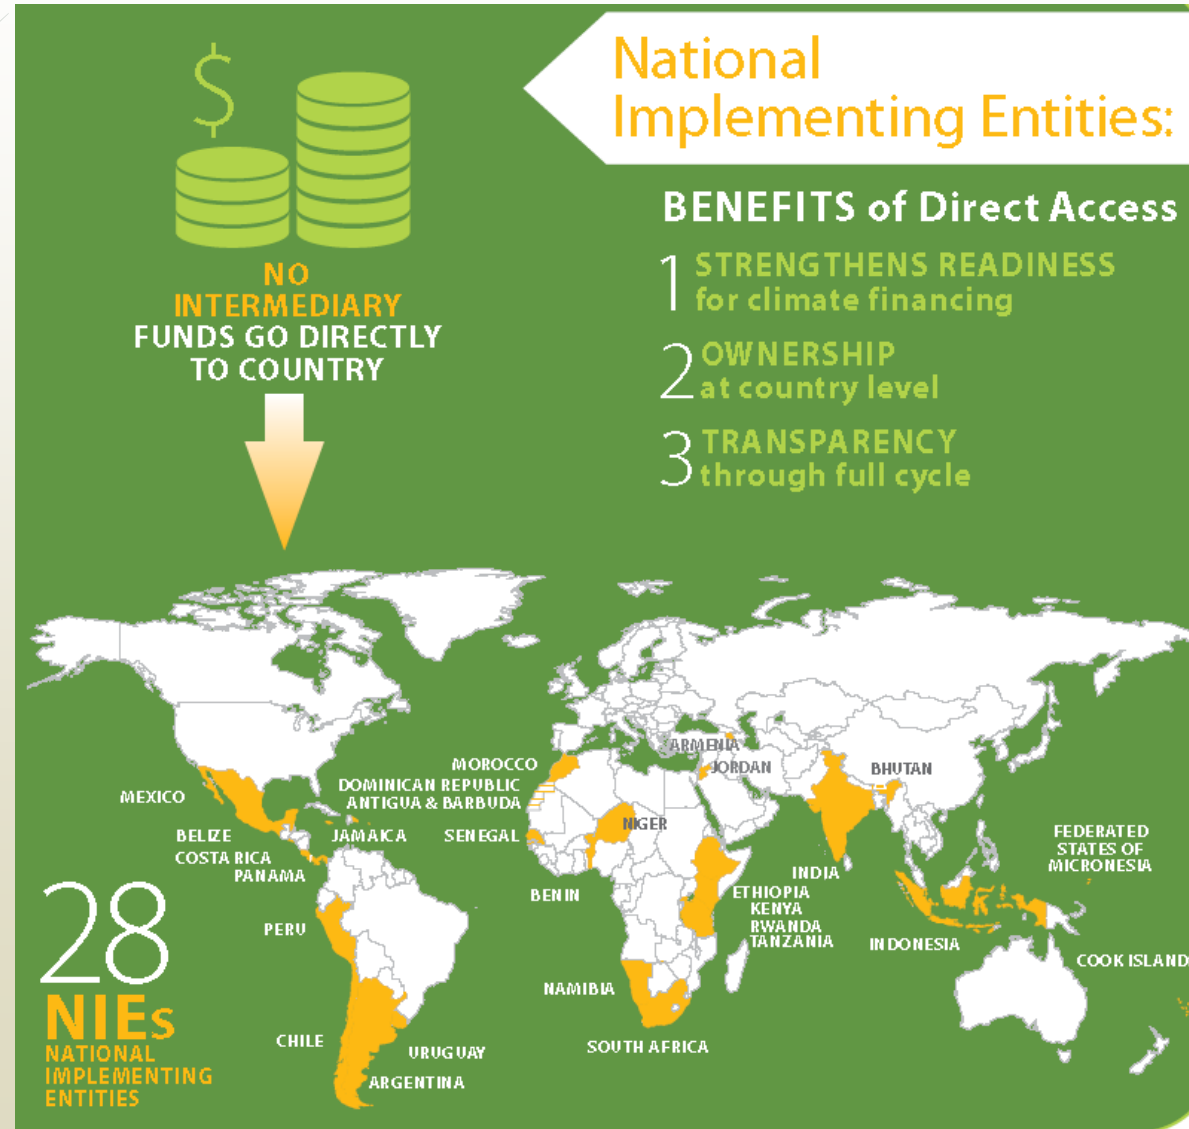 $
NO
INTERMEDIARY
FUNDS GO DIRECTLY
TO COUNTRY
National
Implementing Entities:
BENEFITS of Direct Access
1 STRENGTHENS READINESS
for climate financing
2 OWNERSHIP
at country level
3 TRANSPARENCY
through full cycle
MEXICO
BELIZE
COSTA RICA
PANAMA
JAMAICA
DOMINICAN REPUBLIC
ANTIGUA & BARBUDA
MOROCCO
SENEGAL
NIGER
BENIN
ARMENIA
JORDAN
BHUTAN
INDIA
ETHIOPIA
KENYA
RWANDA
TANZANIA
INDONESIA
FEDERATED
STATES OF
MICRONESIA
COOK ISLAND
PERU
CHILE
URUGUAY
ARGENTINA
NAMIBIA
SOUTH AFRICA
28
NIEs
NATIONAL
IMPLEMENTING
ENTITIES